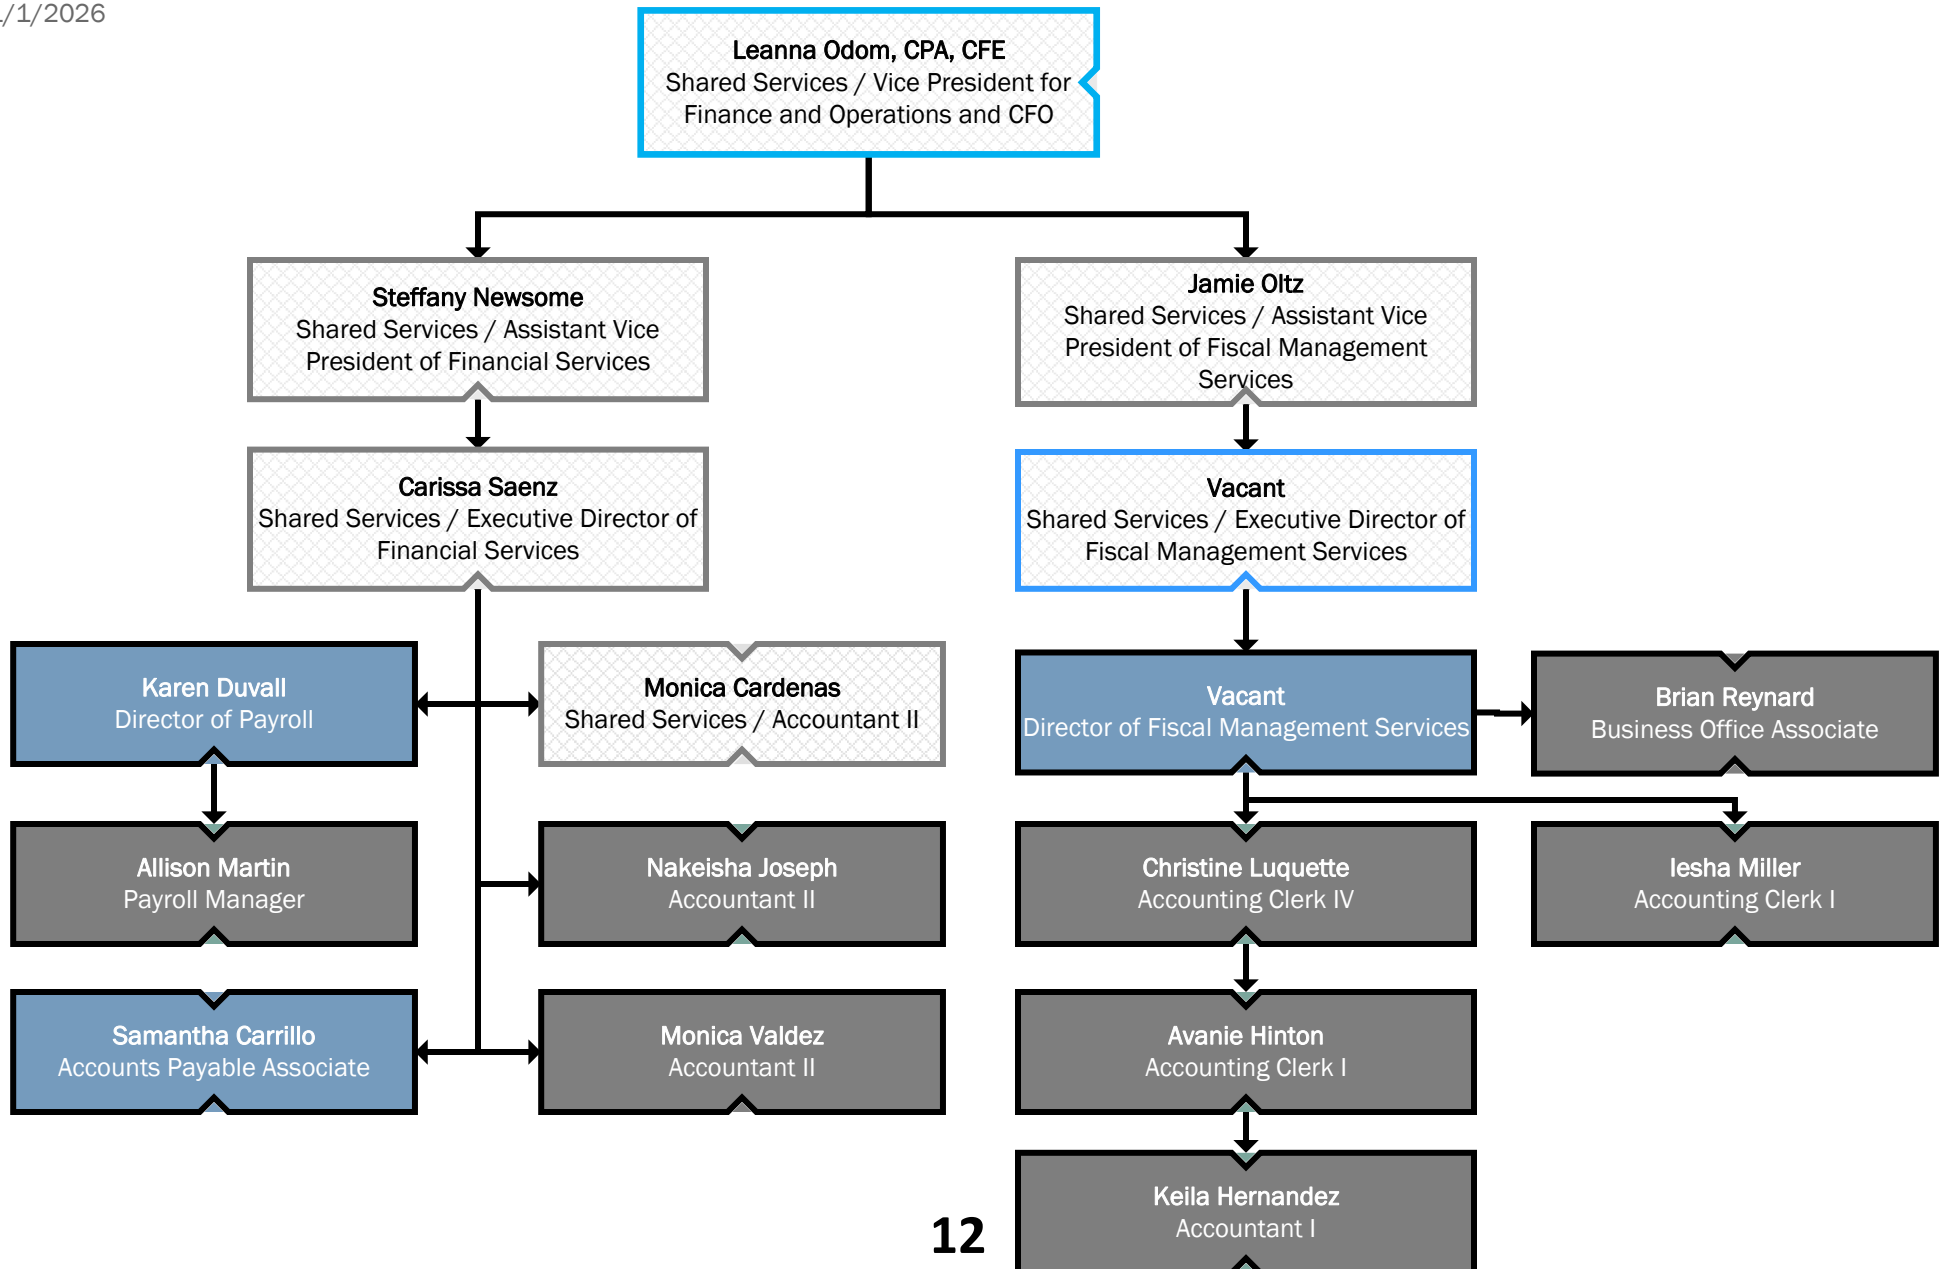 /1/2026
Leanna Odom, CPA, CFE
Shared Services / Vice President for
Finance and Operations and CFO
Steffany Newsome
Shared Services / Assistant Vice
President of Financial Services
Jamie Oltz
Shared Services / Assistant Vice
President of Fiscal Management
Services
Carissa Saenz
Shared Services / Executive Director of
Financial Services
Vacant
Shared Services / Executive Director of
Fiscal Management Services
Karen Duvall
Director of Payroll
Monica Cardenas
Shared Services / Accountant II
Vacant
Director of Fiscal Management Services
Brian Reynard
Business Office Associate
Allison Martin
Payroll Manager
Nakeisha Joseph
Accountant II
Christine Luquette
Accounting Clerk IV
Iesha Miller
Accounting Clerk I
Samantha Carrillo
Accounts Payable Associate
Monica Valdez
Accountant II
Avanie Hinton
Accounting Clerk I
Keila Hernandez
Accountant I
12